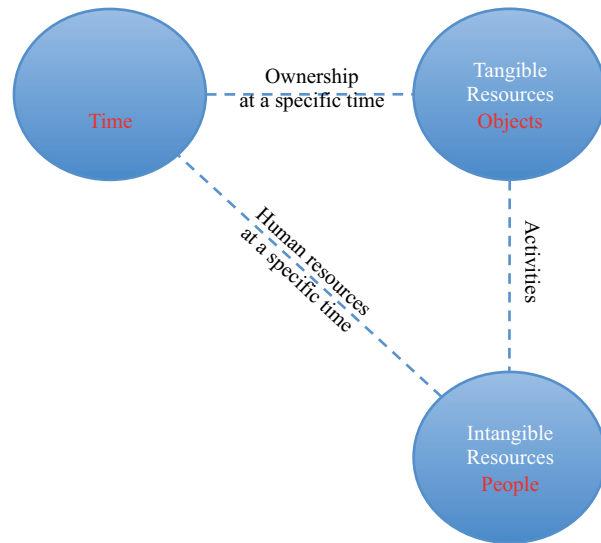 Time
Ownership
at a specific time
Tangible
Resources
Objects
Human resources
at a specific time
Activities
Intangible
Resources
People